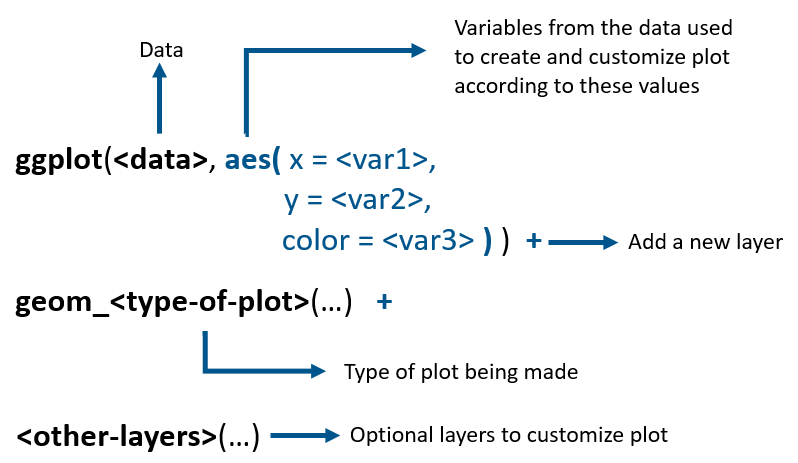 Variables from the data used
to create and customize plot
according to these values
Data
ggplot(<data>, aes( x = <var1>,
y = <var2>,
color = <var3> ) ) + Add a new layer
geom_<type-of-plot>(…) +
Type of plot being made
<other-layers>(…) Optional layers to customize plot